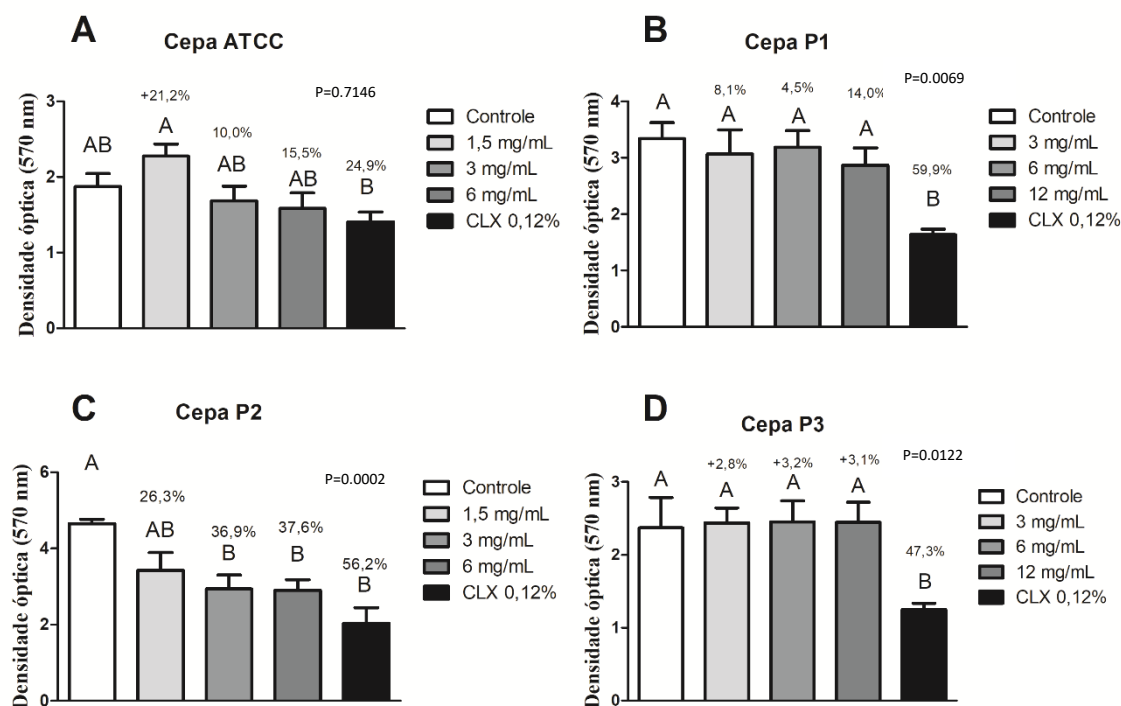 A
Cepa ATCC
P=0.7146
Densidade óptica (570 nm)
3
2
1
0
AB
+21,2%
A
10,0%
AB
15,5%
AB
24,9%
B
Controle
1,5 mg/mL
3 mg/mL
6 mg/mL
CLX 0,12%
B
Cepa P1
P=0.0069
Densidade óptica (570 nm)
4
3
2
1
0
A
8,1%
A
4,5%
A
14,0%
A
59,9%
B
Controle
3 mg/mL
6 mg/mL
12 mg/mL
CLX 0,12%
C
Cepa P2
P=0.0002
Densidade óptica (570 nm)
6
4
2
0
A
26,3%
AB
36,9%
B
37,6%
B
56,2%
B
Controle
1,5 mg/mL
3 mg/mL
6 mg/mL
CLX 0,12%
D
Cepa P3
P=0.0122
Densidade óptica (570 nm)
3
2
1
0
A
+2,8%
A
+3,2%
A
+3,1%
A
47,3%
B
Controle
3 mg/mL
6 mg/mL
12 mg/mL
CLX 0,12%